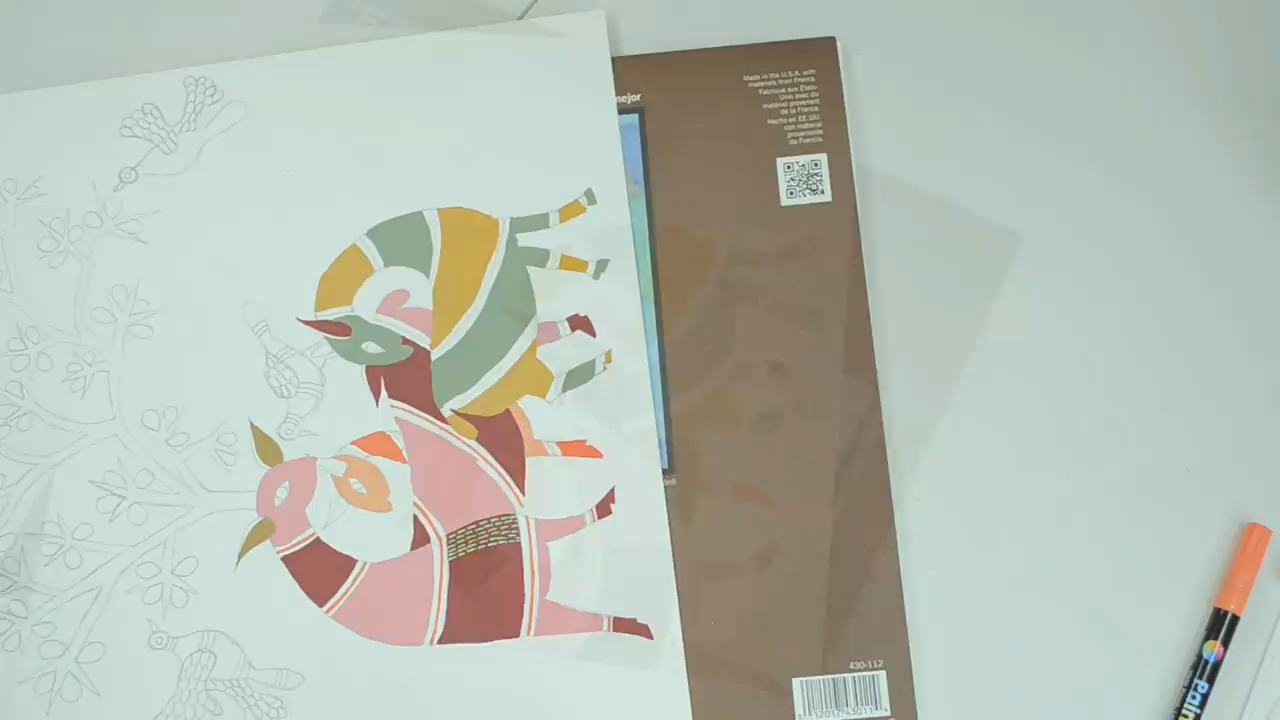 mejor
Made in the U.S.A. with
materials from France.
Fabriqué aux États-
Unis avec du
matériel provenant
de la France.
Hecho en EE.UU.
con material
proveniente
de Francia.
430-112
Pain